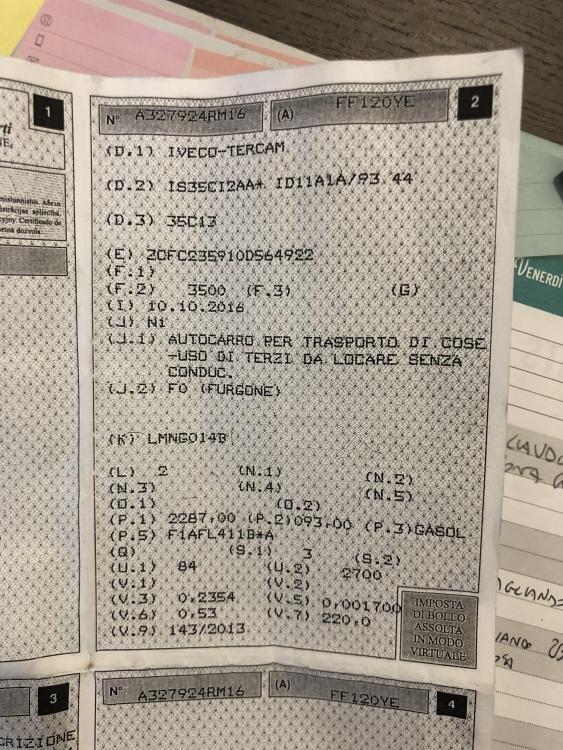 1
Nº A327924RM16 (A) FF120YE 2
(D.1) IVECO-TERCAM
(D.2) IS35CI2AA* ID11A1A/93 44
(D.3) 35C13
(E) ZCFC235910D564922
(F.1)
(F.2) 3500 (F.3) (G)
(I) 10.10.2016
(J) N1
(J.1) AUTOCARRO PER TRASPORTO DI COSE
-USO DI TERZI DA LOCARE SENZA
CONDUC.
(J.2) F0 (FURGONE)
(K) LMNG014B
(L) 2 (N.1) (N.2)
(N.3) (N.4) (N.5)
(O.1) (O.2)
(P.1) 2287,00 (P.2)093,00 (P.3)GASOL
(P.5) F1AFL411B*A
(Q) (S.1) 3 (S.2)
(U.1) 84 (U.2) 2700
(V.1) (V.2)
(V.3) 0,2354 (V.5) 0,001700
(V.6) 0,53 (V.7) 220,0
(V.9) 143/2013
IMPOSTA
DI BOLLO
ASSOLTA
IN MODO
VIRTUALE
3
Nº A327924RM16 (A) FF120YE 4
CRIZIONE
VENERDÌ